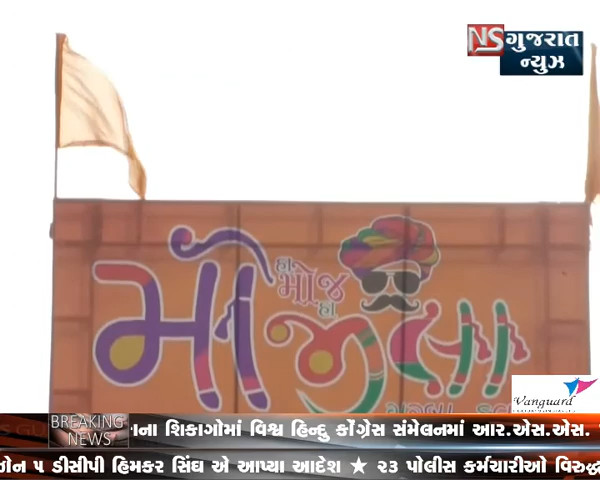 NS ગુજરાત
ન્યુઝ
હા
મોજ
હા
મોજીલા
Vanguard
BREAKING
NEWS
ના શિકાગોમાં વિશ્વ હિન્દુ કોંગ્રેસ સંમેલનમાં આર.એસ.એસ.
ઝોન ૫ ડીસીપી હિમકર સિંઘ એ આપ્યા આદેશ ★ ૨૩ પોલીસ કર્મચારીઓ વિરુદ્ધ